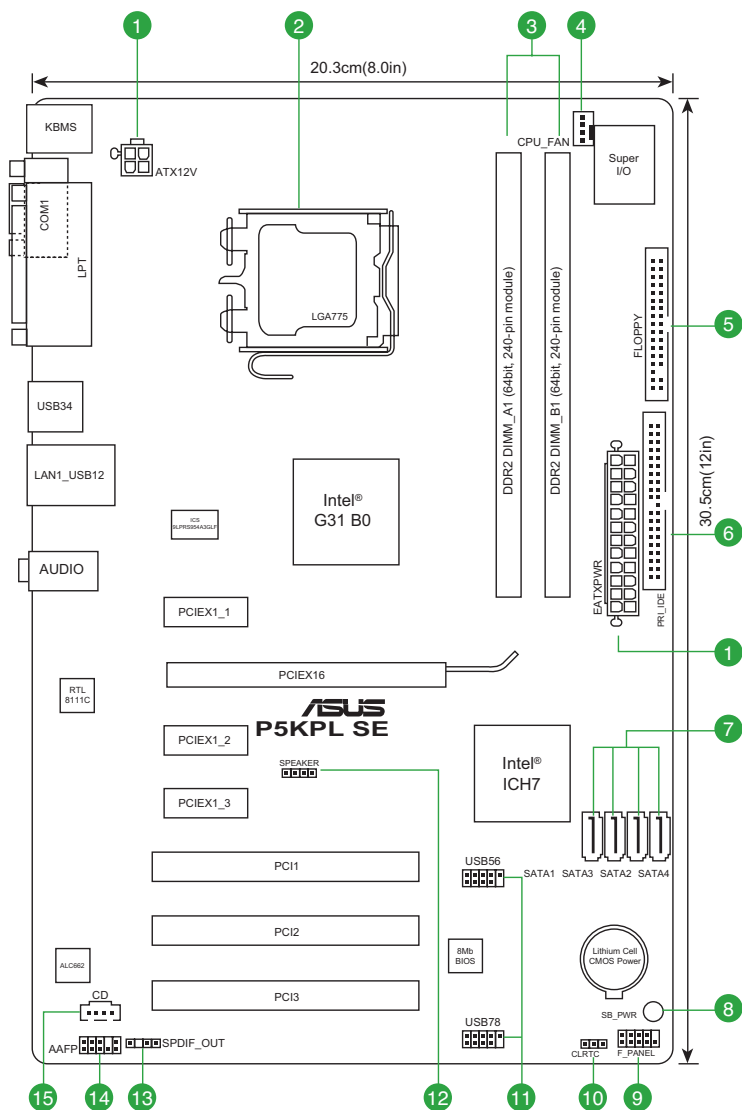 1
2
3
4
20.3cm(8.0in)
KBMS
ATX12V
CPU_FAN
Super
I/O
COM1
LPT
LGA775
DDR2 DIMM_A1 (64bit, 240-pin module)
DDR2 DIMM_B1 (64bit, 240-pin module)
FLOPPY
5
USB34
LAN1_USB12
Intel®
G31 B0
ICS
9LPRS954A3GLF
30.5cm(12in)
6
AUDIO
EATXPWR
PRI_IDE
PCIEX1_1
1
PCIEX16
RTL
8111C
ASUS
P5KPL SE
7
PCIEX1_2
SPEAKER
Intel®
ICH7
PCIEX1_3
PCI1
USB56
SATA1
SATA3
SATA2
SATA4
PCI2
8Mb
BIOS
Lithium Cell
CMOS Power
ALC662
CD
PCI3
SB_PWR
8
AAFP
SPDIF_OUT
USB78
CLRTC
F_PANEL
15
14
13
12
11
10
9